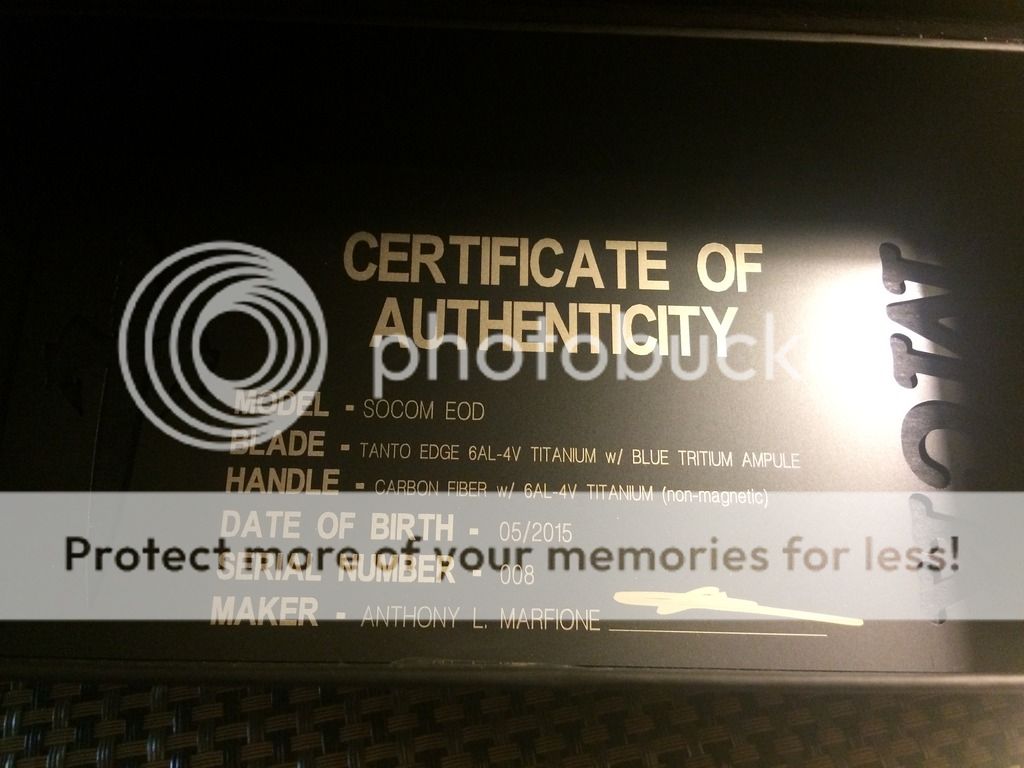 CERTIFICATE OF
AUTHENTICITY
photobucket
MODEL - SOCOM EOD
BLADE - TANTO EDGE 6AL-4V TITANIUM w/ BLUE TRITIUM AMPULE
HANDLE - CARBON FIBER w/ 6AL-4V TITANIUM (non-magnetic)
DATE OF BIRTH - 05/2015
Protect more of your memories for less!
SERIAL NUMBER - 008
MAKER - ANTHONY L. MARFIONE